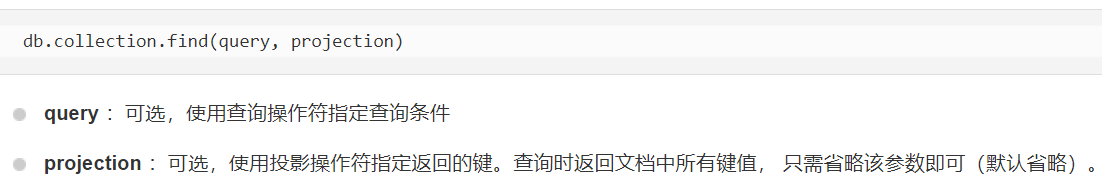 db.collection.find(query, projection)
query ：可选，使用查询操作符指定查询条件
projection ：可选，使用投影操作符指定返回的键。查询时返回文档中所有键值， 只需省略该参数即可（默认省略）。